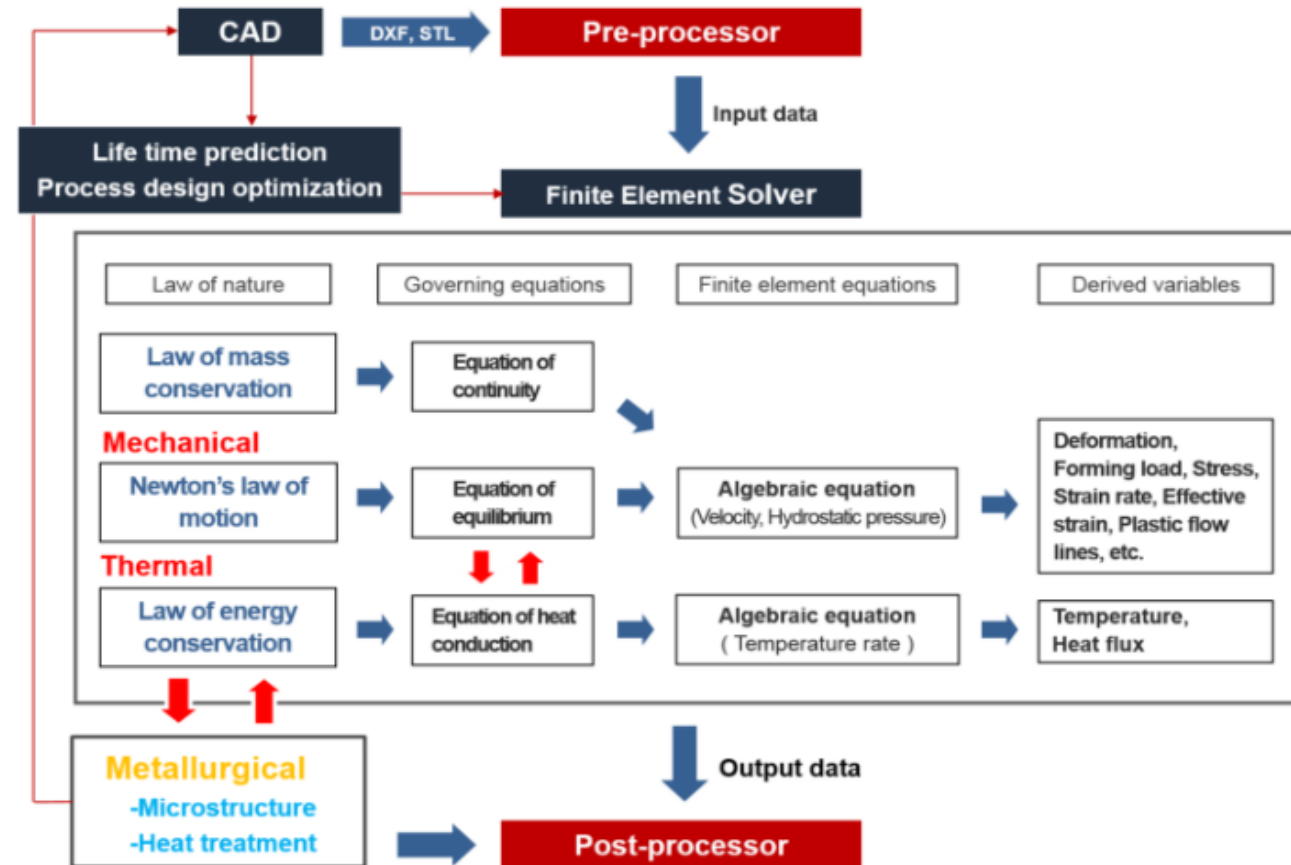 CAD
DXF, STL
Pre-processor
Input data
Life time prediction
Process design optimization
Finite Element Solver
Law of nature
Governing equations
Finite element equations
Derived variables
Law of mass
conservation
Equation of
continuity
Mechanical
Newton's law of
motion
Equation of
equilibrium
Algebraic equation
(Velocity, Hydrostatic pressure)
Deformation,
Forming load, Stress,
Strain rate, Effective
strain, Plastic flow
lines, etc.
Thermal
Law of energy
conservation
Equation of heat
conduction
Algebraic equation
( Temperature rate )
Temperature,
Heat flux
Metallurgical
-Microstructure
-Heat treatment
Output data
Post-processor